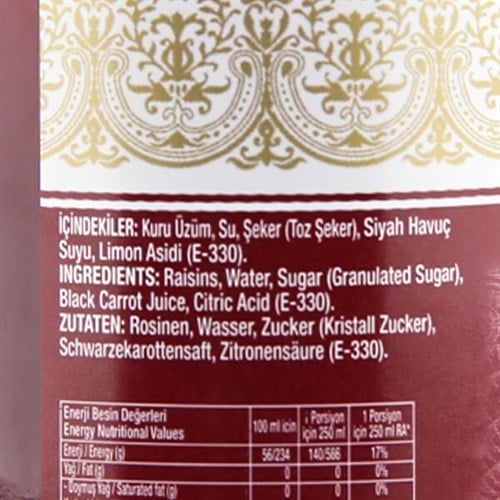 İÇİNDEKİLER: Kuru Üzüm, Su, Şeker (Toz Şeker), Siyah Havuç
Suyu, Limon Asidi (E-330).
INGREDIENTS: Raisins, Water, Sugar (Granulated Sugar),
Black Carrot Juice, Citric Acid (E-330).
ZUTATEN: Rosinen, Wasser, Zucker (Kristall Zucker),
Schwarzekarottensaft, Zitronensäure (E-330).
Enerji Besin Değerleri
Energy Nutritional Values
100 ml için
1 Porsiyon
için 250 ml
1 Porsiyon
için 250 ml RA*
Enerji / Energy (g) 56/234 140/586 17%
Yağ / Fat (g) 0 0 0
- Doymuş Yağ / Saturated fat (g) 0 0 0